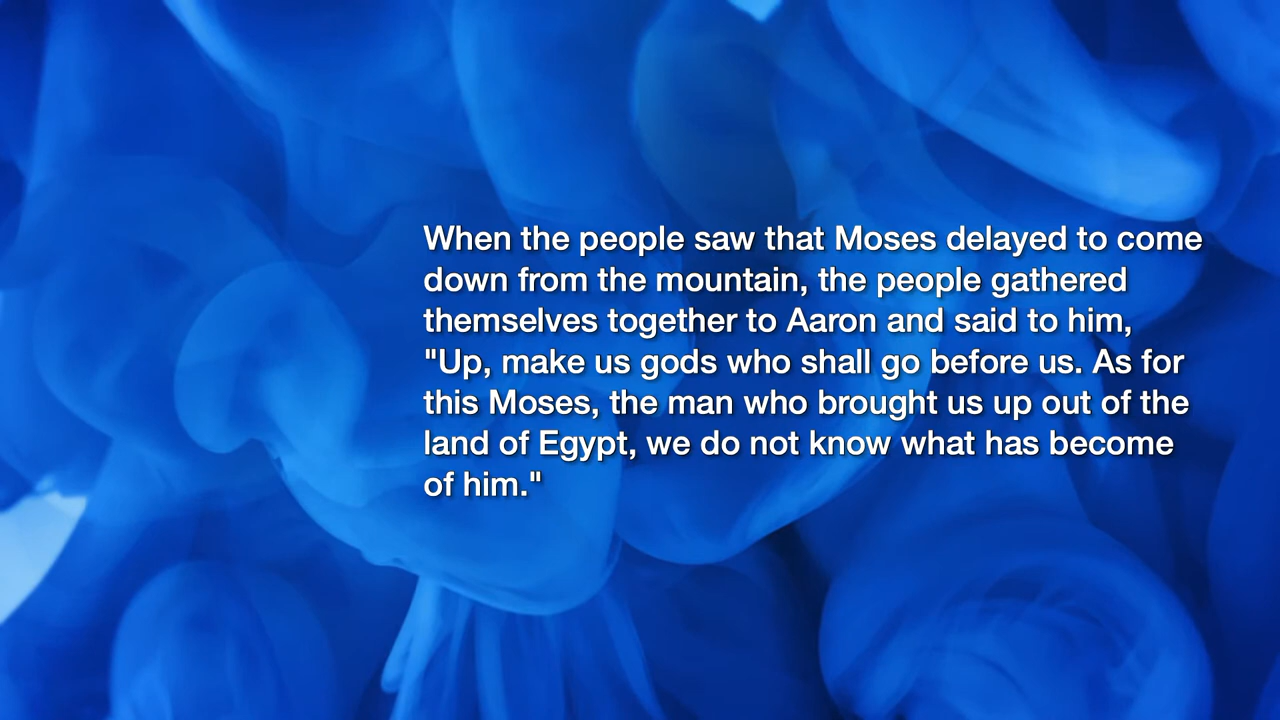 When the people saw that Moses delayed to come
down from the mountain, the people gathered
themselves together to Aaron and said to him,
"Up, make us gods who shall go before us. As for
this Moses, the man who brought us up out of the
land of Egypt, we do not know what has become
of him."